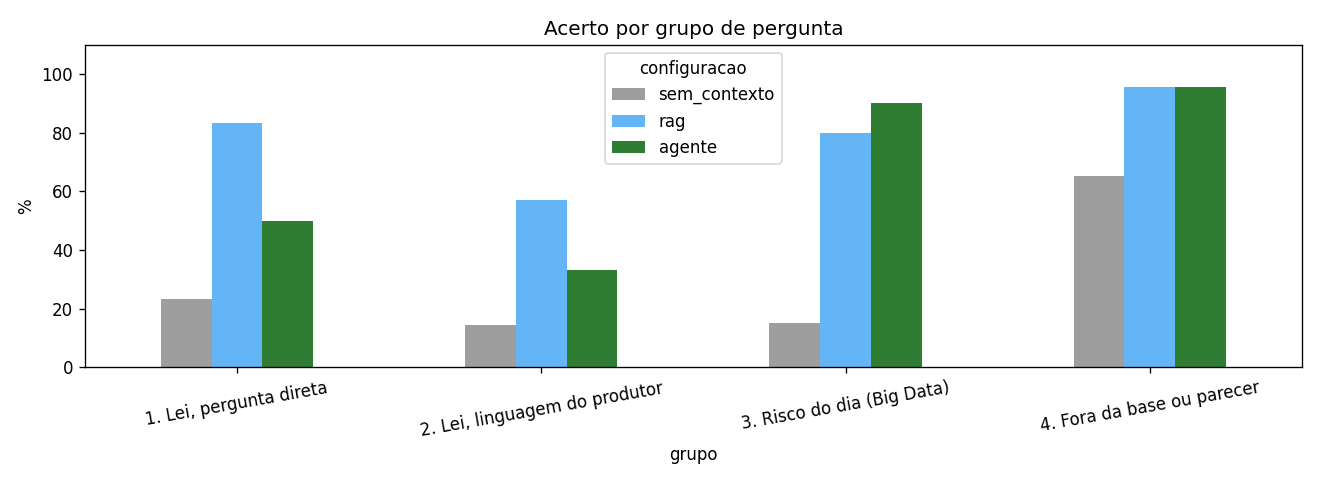 Acerto por grupo de pergunta
configuracao
sem_contexto
rag
agente
%
100
80
60
40
20
0
1. Lei, pergunta direta
2. Lei, linguagem do produtor
3. Risco do dia (Big Data)
4. Fora da base ou parecer
grupo